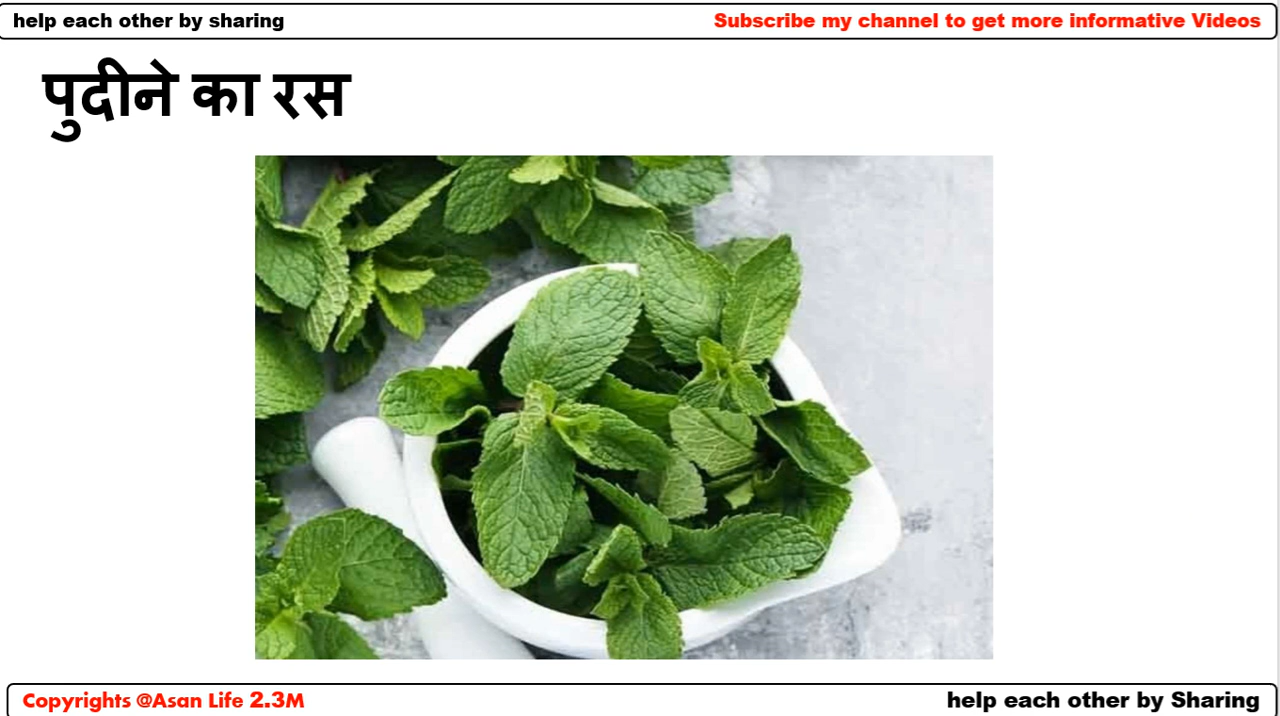 help each other by sharing
Subscribe my channel to get more informative Videos
पुदीने का रस
Copyrights @Asan Life 2.3M
help each other by Sharing